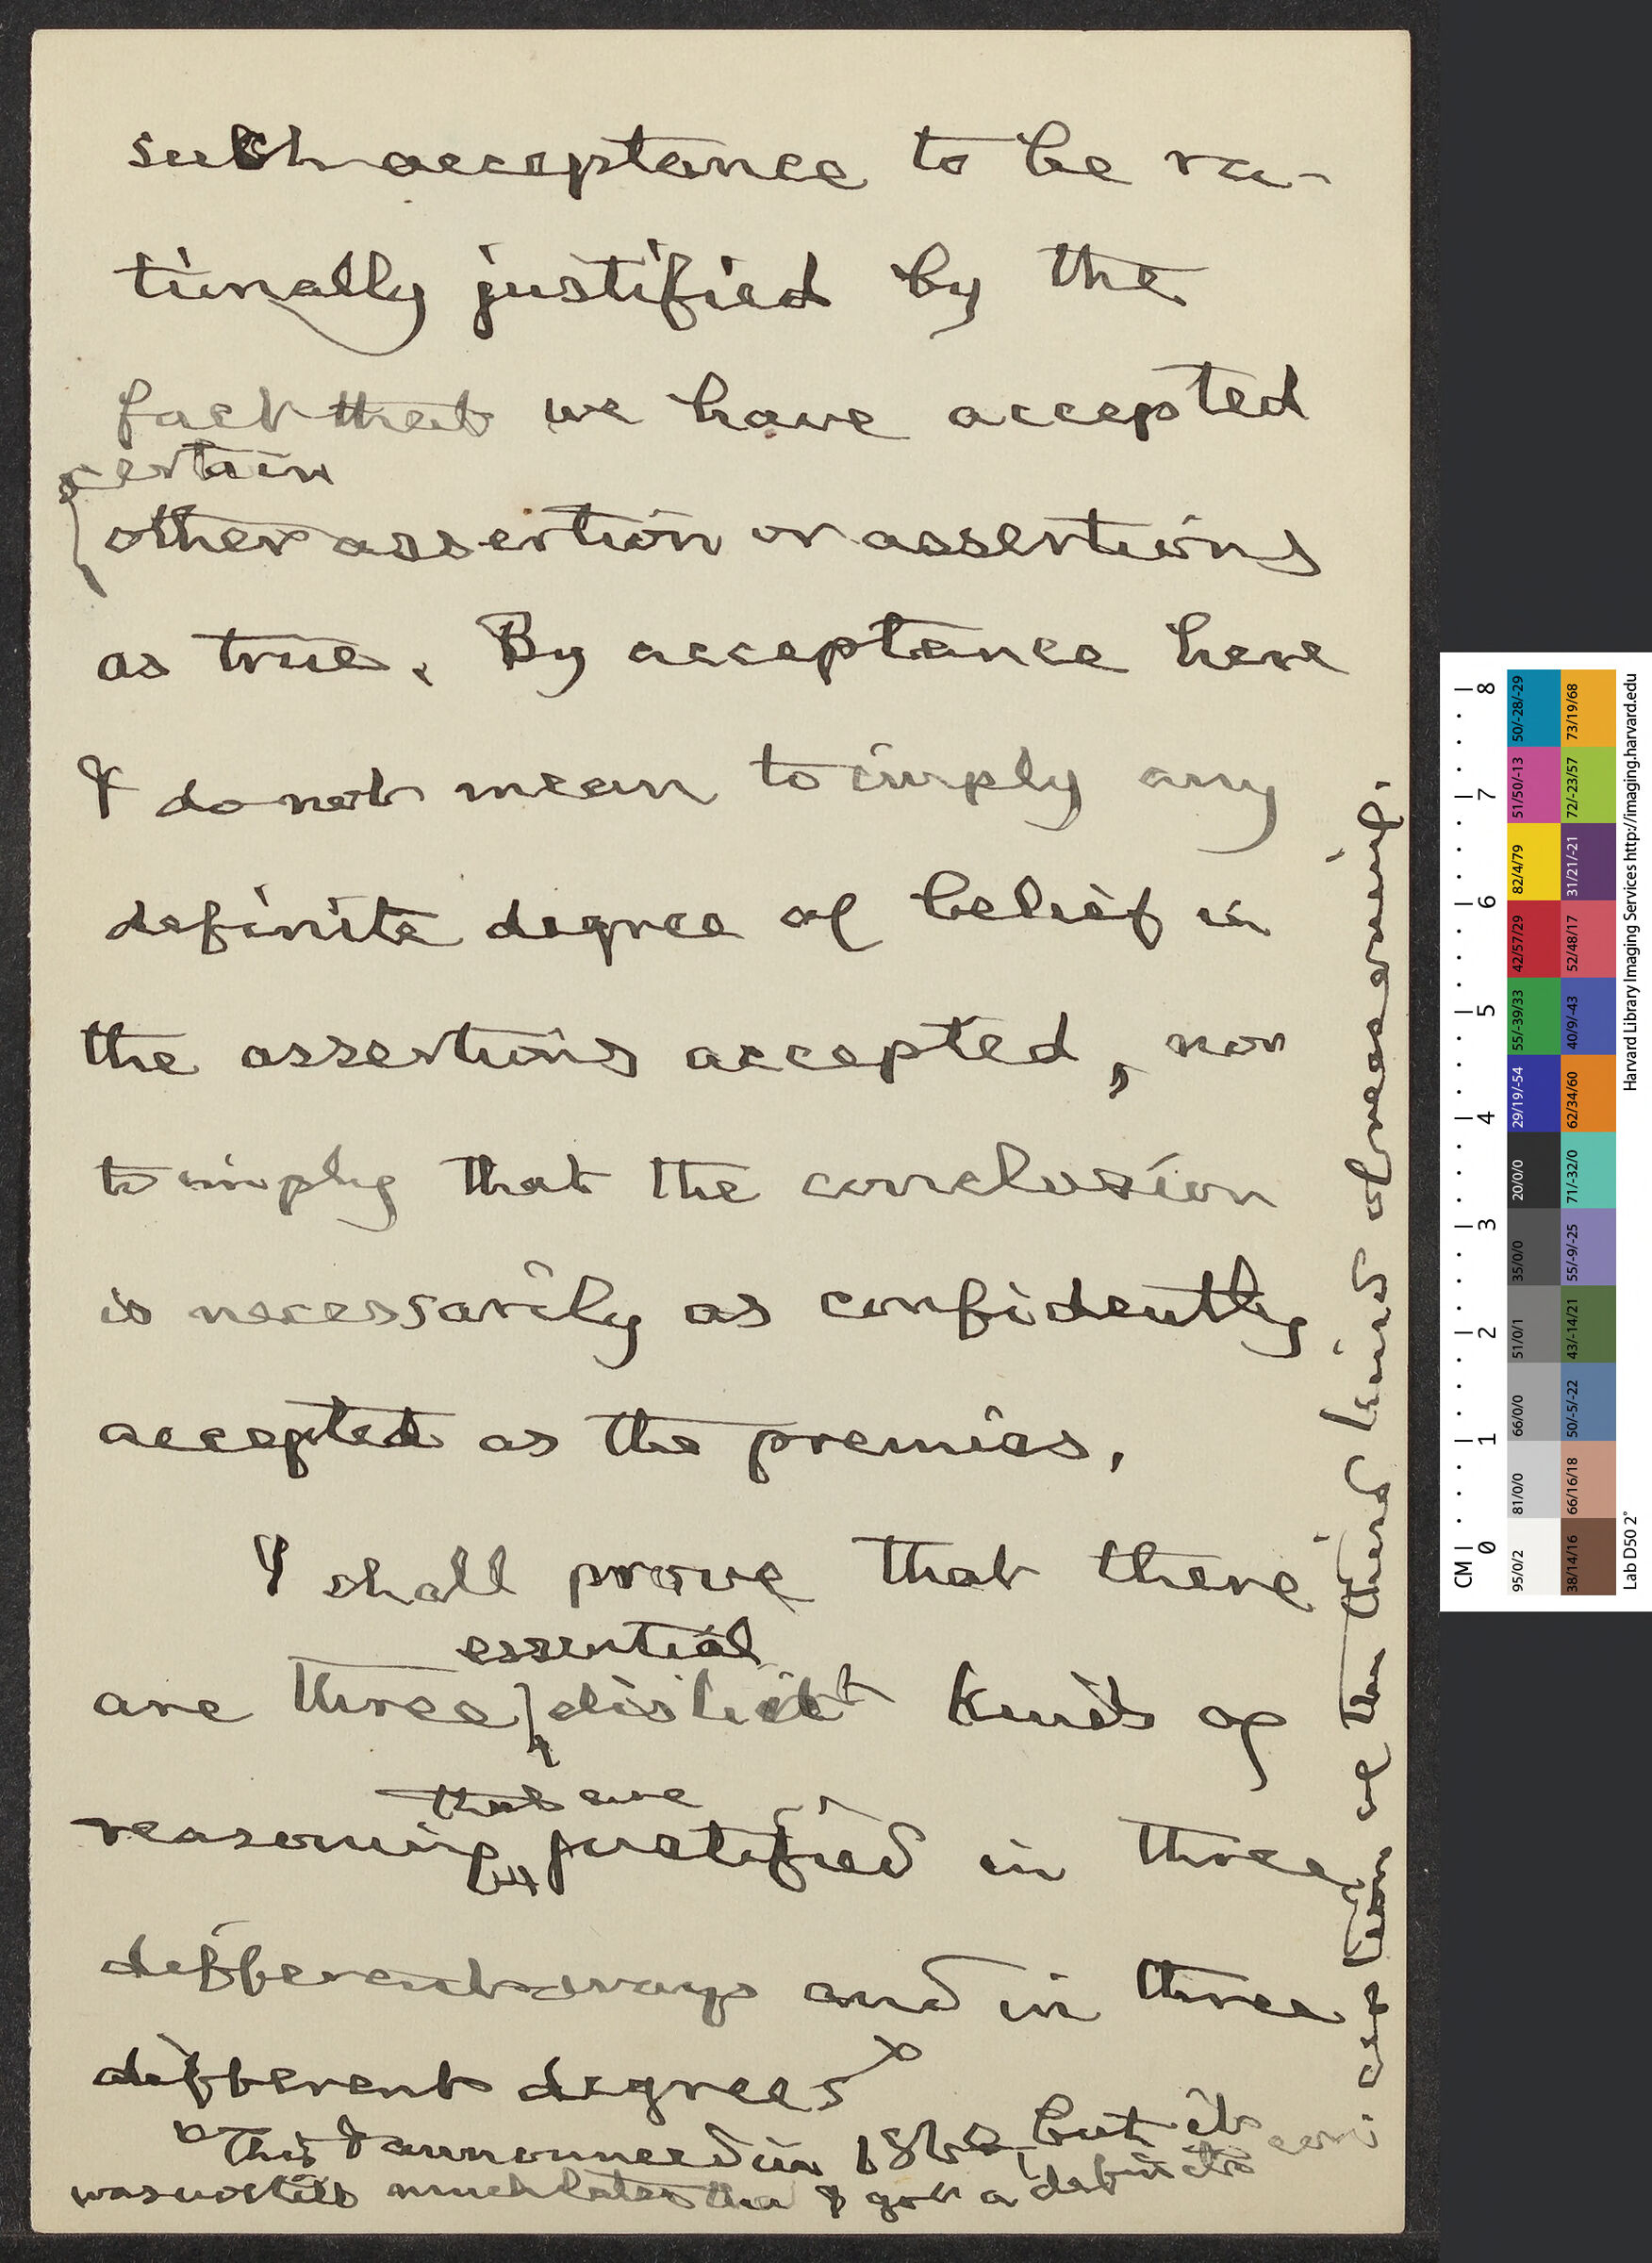 such acceptance to be ra-
tionally justified by the
fact that we have accepted
certain
other assertion or assertions
as true. By acceptance here
I do not mean to imply any
definite degree of belief in
the assertions accepted, nor
to imply that the conclusion
is necessarily as confidently
accepted as the premiss.
I shall prove that there
essential
are three distinct kinds of
reasoning that are justified in three
different ways and in three
different degrees
This I announced in but it
was not till much later that I got a definite
conception of the third kind of reasoning.
CM 0 1 2 3 4 5 6 7 8
95/0/2 81/0/0 66/0/0 51/0/1 35/0/0 20/0/0 29/19/-54 55/-39/33 42/57/29 82/4/79 51/50/-13 50/-28/-29
38/14/16 66/16/18 50/-5/-22 43/-14/21 55/-9/-25 71/-32/0 62/34/60 40/9/-43 52/48/17 31/21/-21 72/-23/57 73/19/68
Lab D50 2° Harvard Library Imaging Services http://imaging.harvard.edu